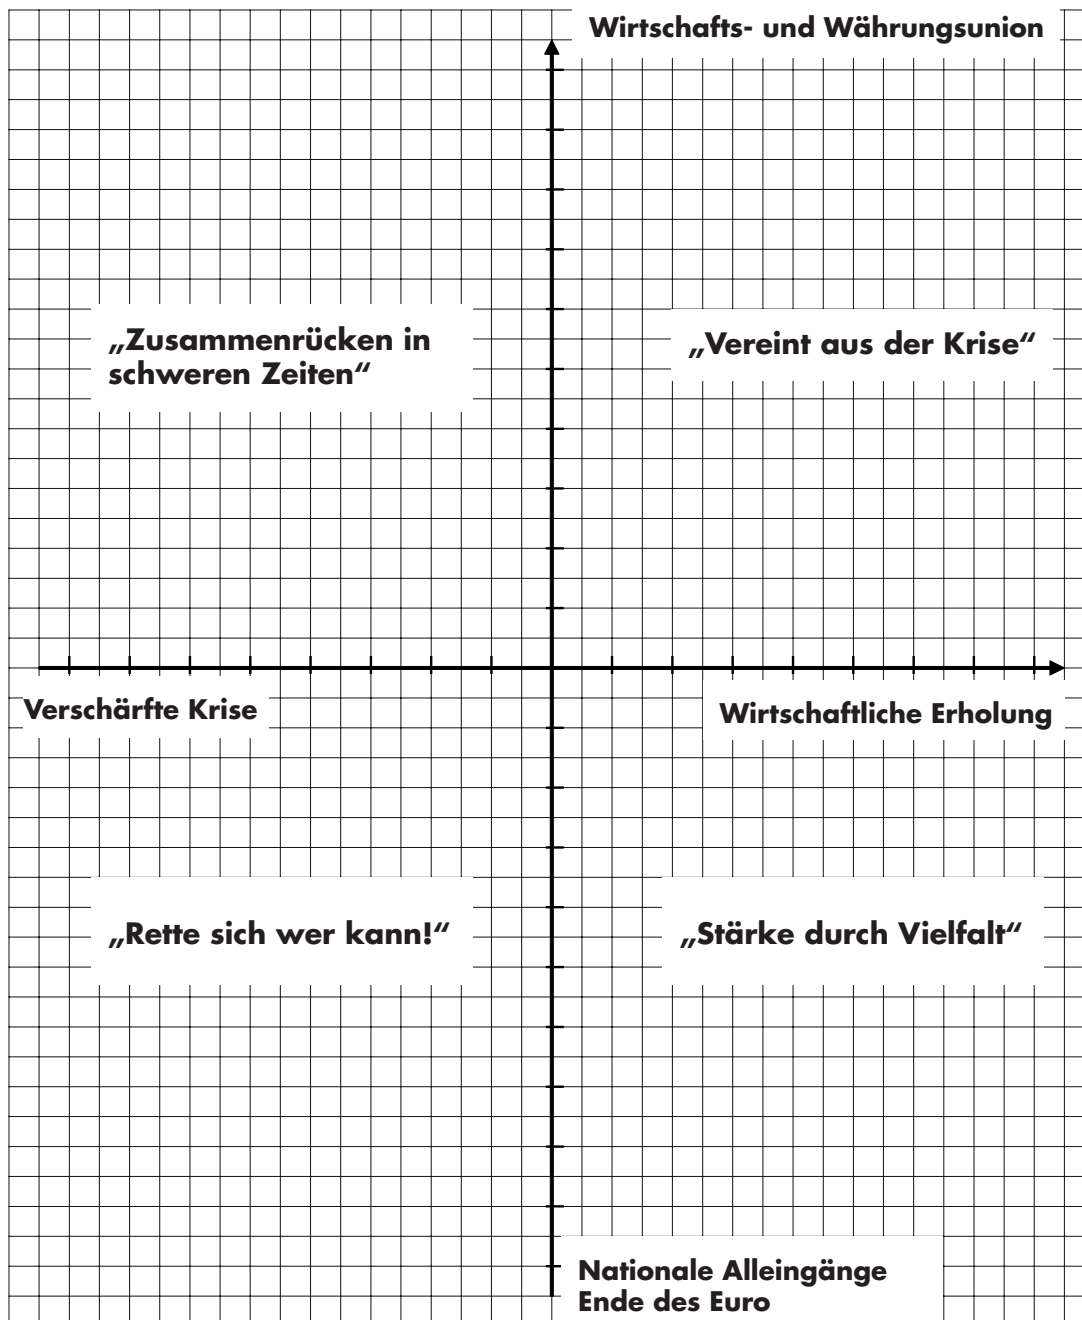 Wirtschafts- und Währungsunion
„Zusammenrücken in
schweren Zeiten“
„Vereint aus der Krise“
Verschärfte Krise
Wirtschaftliche Erholung
„Rette sich wer kann!“
„Stärke durch Vielfalt“
Nationale Alleingänge
Ende des Euro